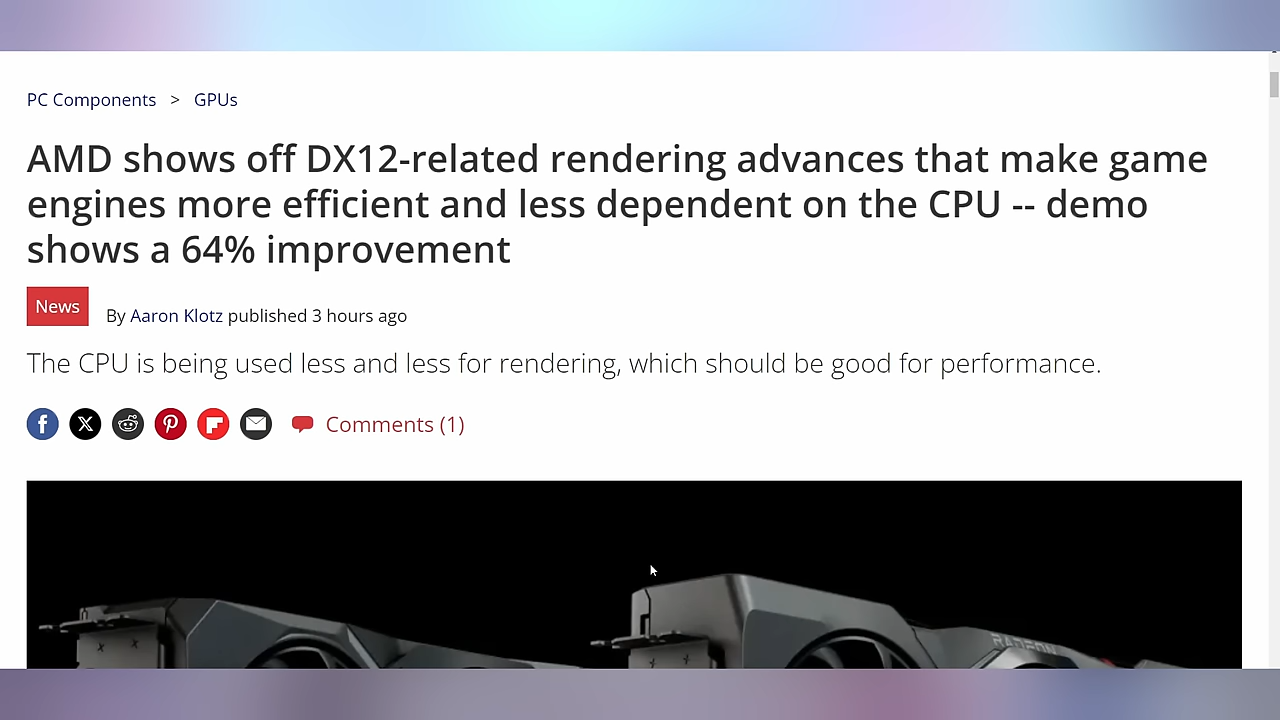 PC Components > GPUs
AMD shows off DX12-related rendering advances that make game
engines more efficient and less dependent on the CPU -- demo
shows a 64% improvement
News
By Aaron Klotz published 3 hours ago
The CPU is being used less and less for rendering, which should be good for performance.
Comments (1)
RADEON